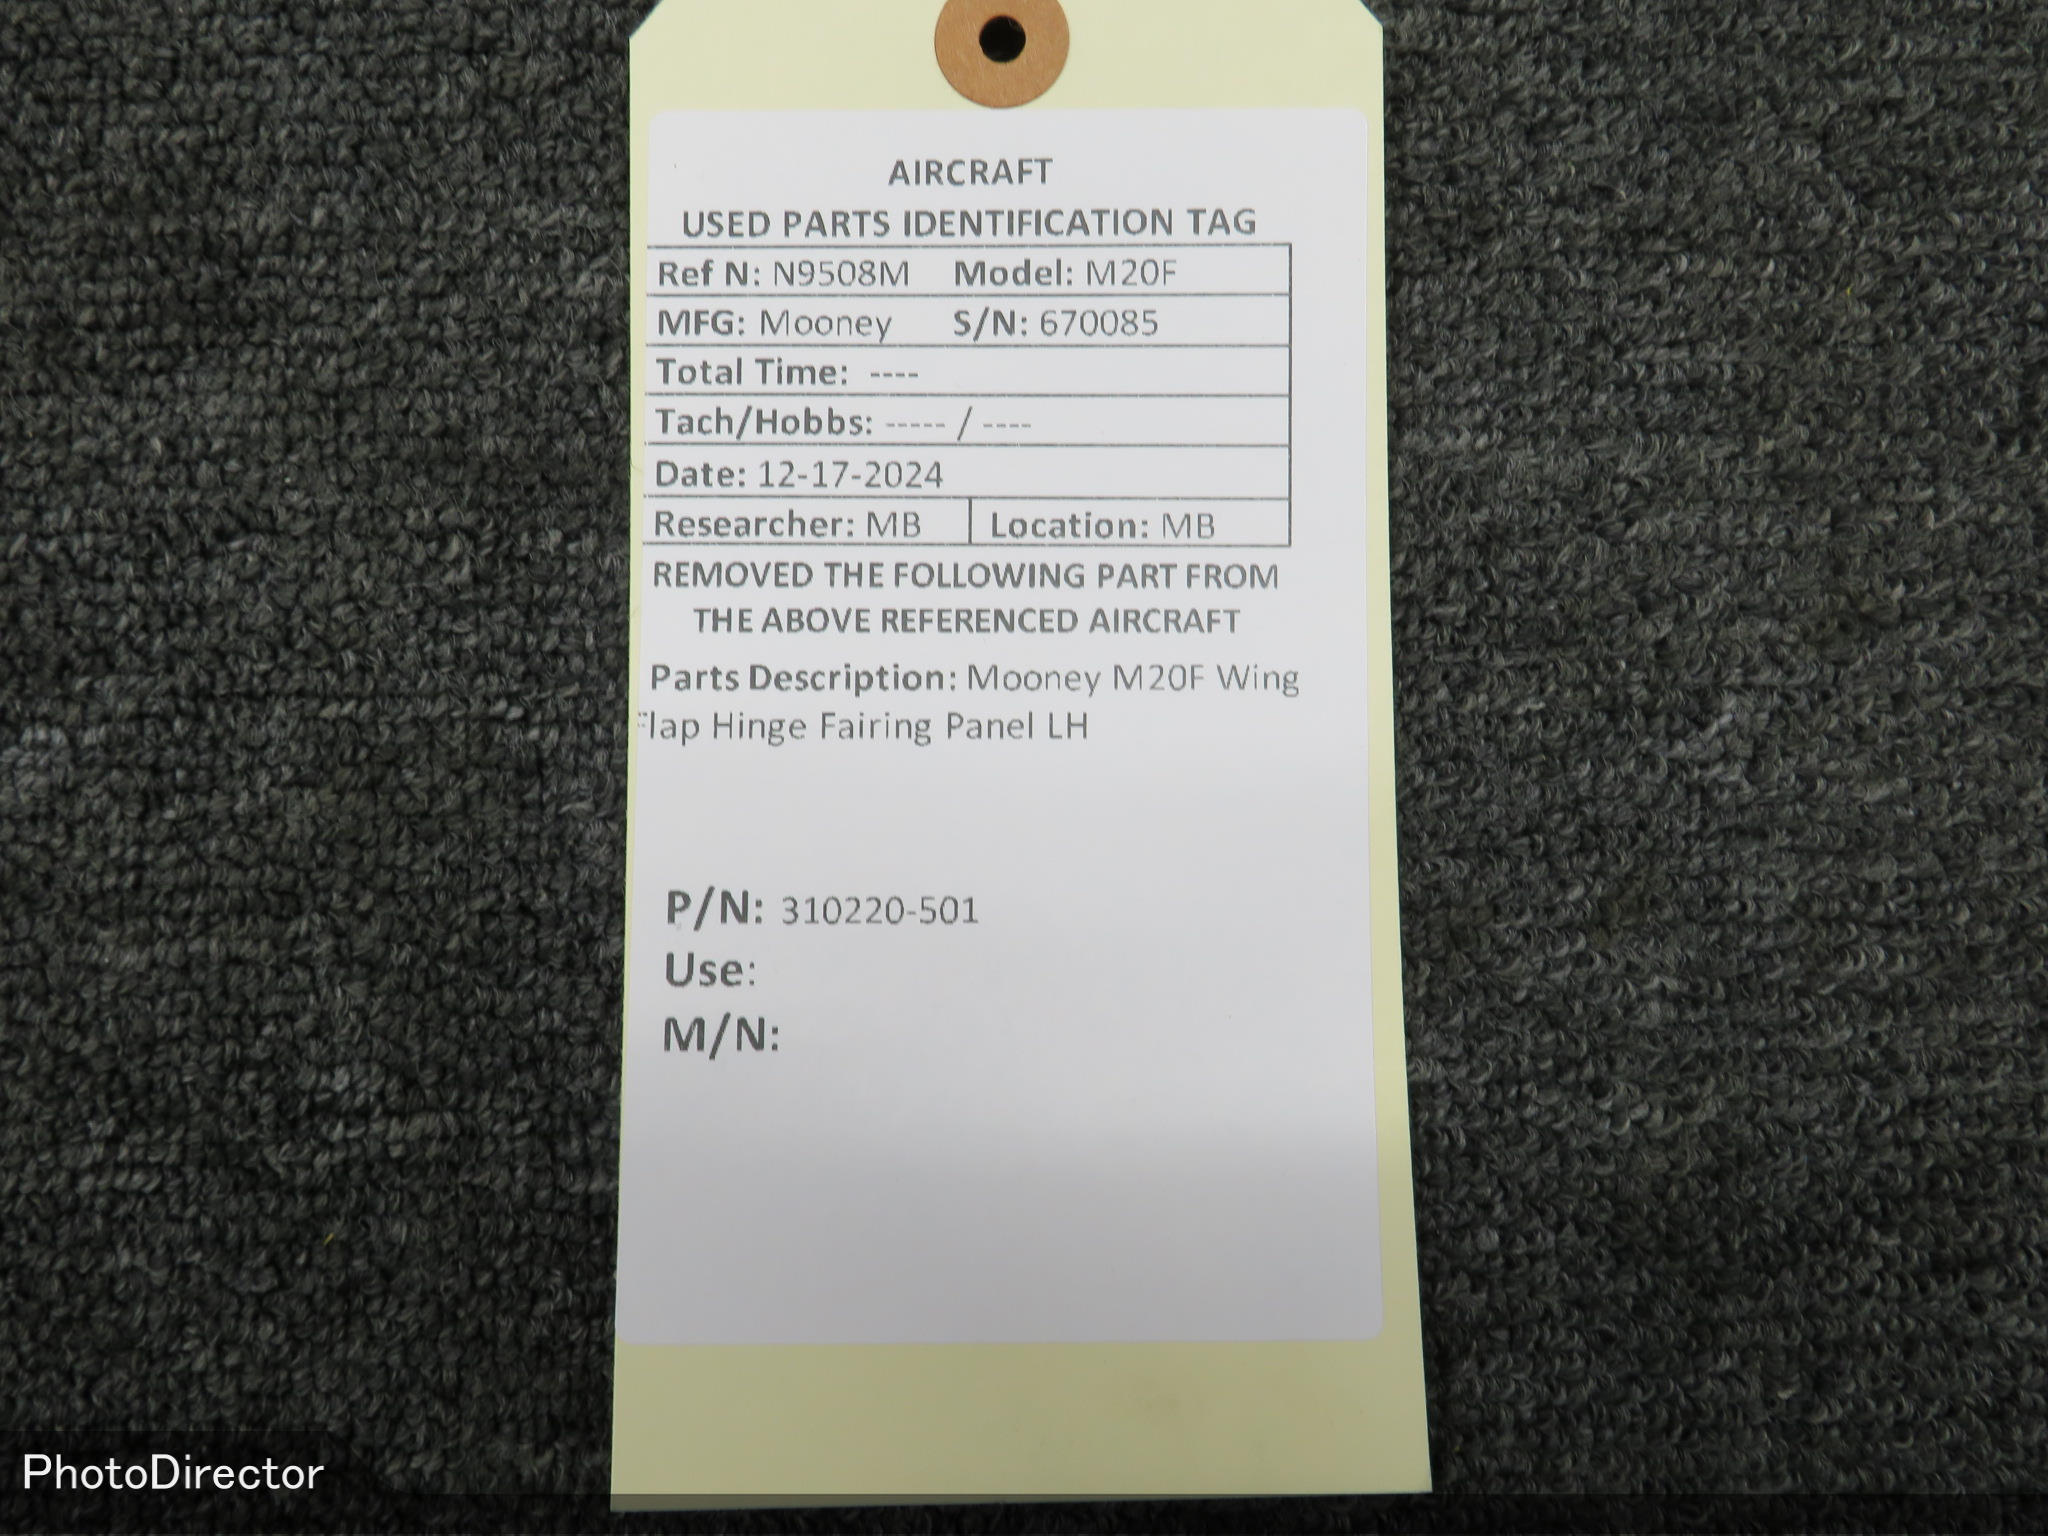 AIRCRAFT
USED PARTS IDENTIFICATION TAG
Ref N: N9508M Model: M20F
MFG: Mooney S/N: 670085
Total Time: ----
Tach/Hobbs: ----- / ----
Date: 12-17-2024
Researcher: MB Location: MB
REMOVED THE FOLLOWING PART FROM
THE ABOVE REFERENCED AIRCRAFT
Parts Description: Mooney M20F Wing
Flap Hinge Fairing Panel LH
P/N: 310220-501
Use:
M/N:
PhotoDirector